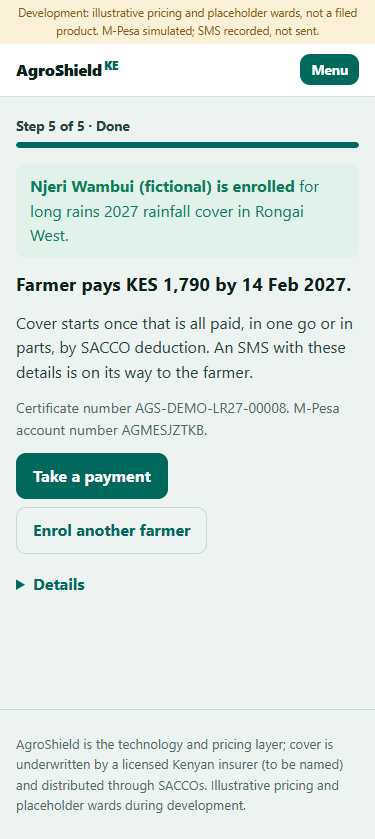 Development: illustrative pricing and placeholder wards, not a filed
product. M-Pesa simulated; SMS recorded, not sent.
AgroShield KE
Menu
Step 5 of 5 · Done
Njeri Wambui (fictional) is enrolled for
long rains 2027 rainfall cover in Rongai
West.
Farmer pays KES 1,790 by 14 Feb 2027.
Cover starts once that is all paid, in one go or in
parts, by SACCO deduction. An SMS with these
details is on its way to the farmer.
Certificate number AGS-DEMO-LR27-00008. M-Pesa
account number AGMESJZTKB.
Take a payment
Enrol another farmer
Details
AgroShield is the technology and pricing layer; cover is
underwritten by a licensed Kenyan insurer (to be named)
and distributed through SACCOs. Illustrative pricing and
placeholder wards during development.